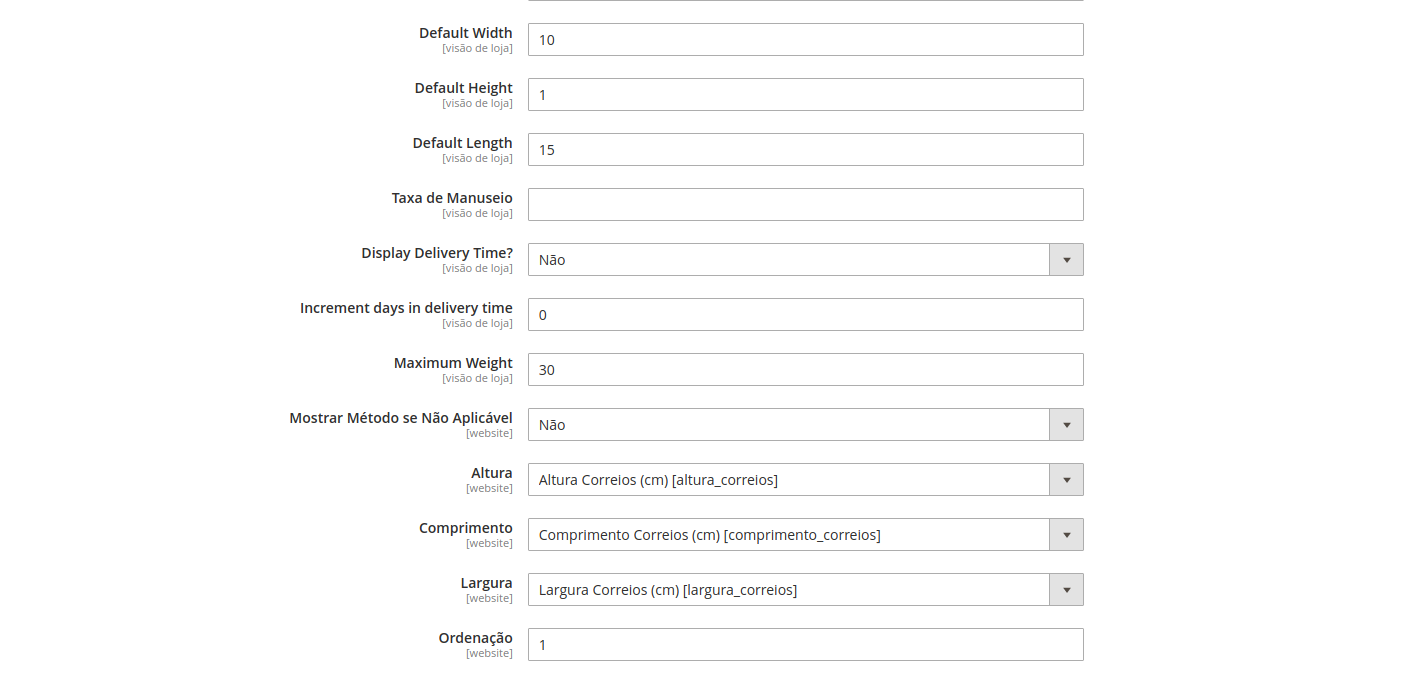 Default Width
[visão de loja]
10
Default Height
[visão de loja]
1
Default Length
[visão de loja]
15
Taxa de Manuseio
[visão de loja]
Display Delivery Time?
[visão de loja]
Não
Increment days in delivery time
[visão de loja]
0
Maximum Weight
[visão de loja]
30
Mostrar Método se Não Aplicável
[website]
Não
Altura
[website]
Altura Correios (cm) [altura_correios]
Comprimento
[website]
Comprimento Correios (cm) [comprimento_correios]
Largura
[website]
Largura Correios (cm) [largura_correios]
Ordenação
[website]
1